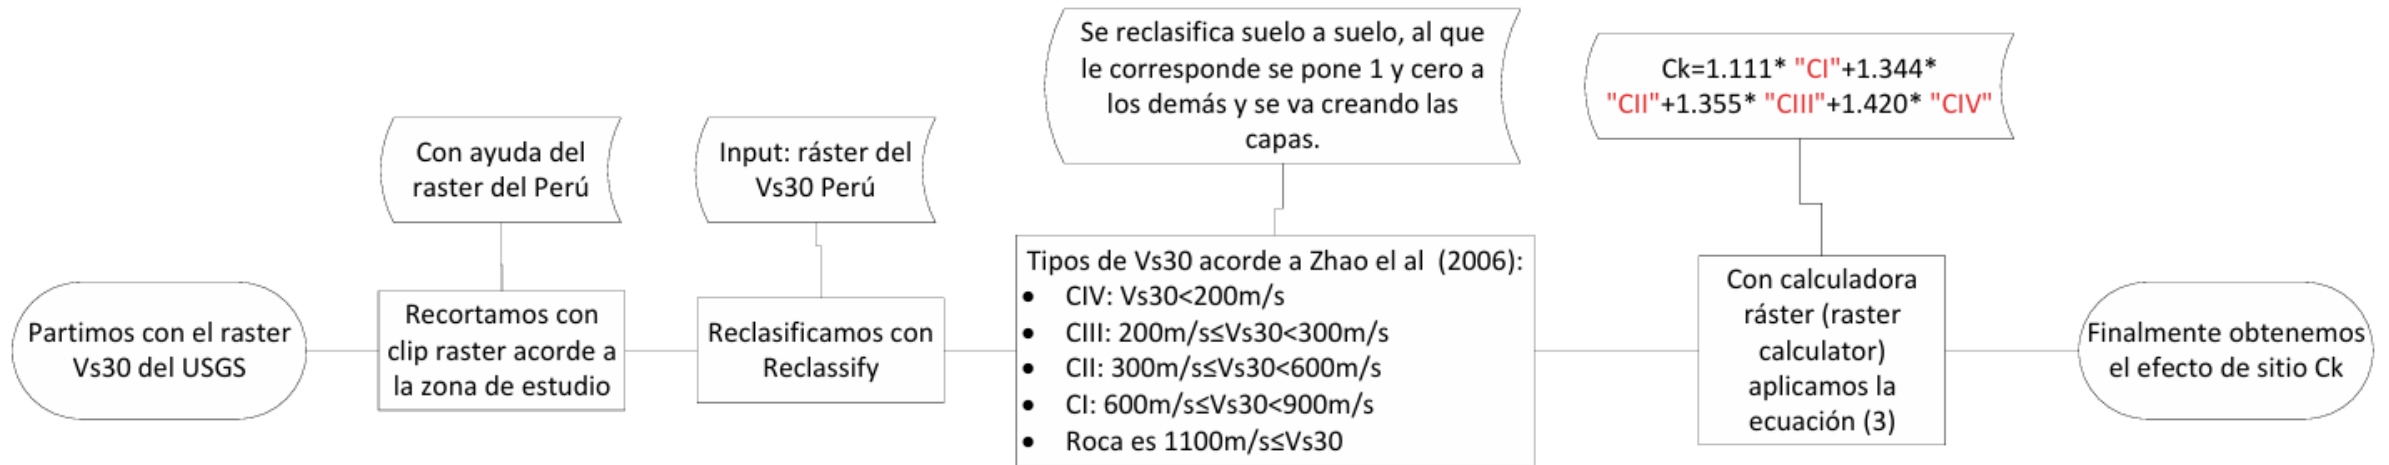 Partimos con el raster
Vs30 del USGS
Con ayuda del
raster del Perú
Recortamos con
clip raster acorde a
la zona de estudio
Input: ráster del
Vs30 Perú
Reclasificamos con
Reclassify
Se reclasifica suelo a suelo, al que
le corresponde se pone 1 y cero a
los demás y se va creando las
capas.
Tipos de Vs30 acorde a Zhao el al (2006):
• CIV: Vs30<200m/s
• CIII: 200m/s≤Vs30<300m/s
• CII: 300m/s≤Vs30<600m/s
• CI: 600m/s≤Vs30<900m/s
• Roca es 1100m/s≤Vs30
Ck=1.111* "CI"+1.344*
"CII"+1.355* "CIII"+1.420* "CIV"
Con calculadora
ráster (raster
calculator)
aplicamos la
ecuación (3)
Finalmente obtenemos
el efecto de sitio Ck